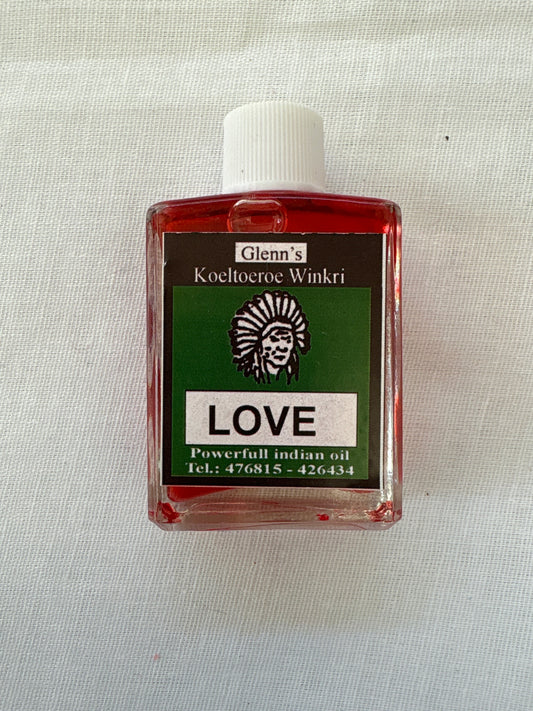 Glenn's
Koeltoeroe Winkri
LOVE
Powerfull indian oil
Tel.: 476815 - 426434